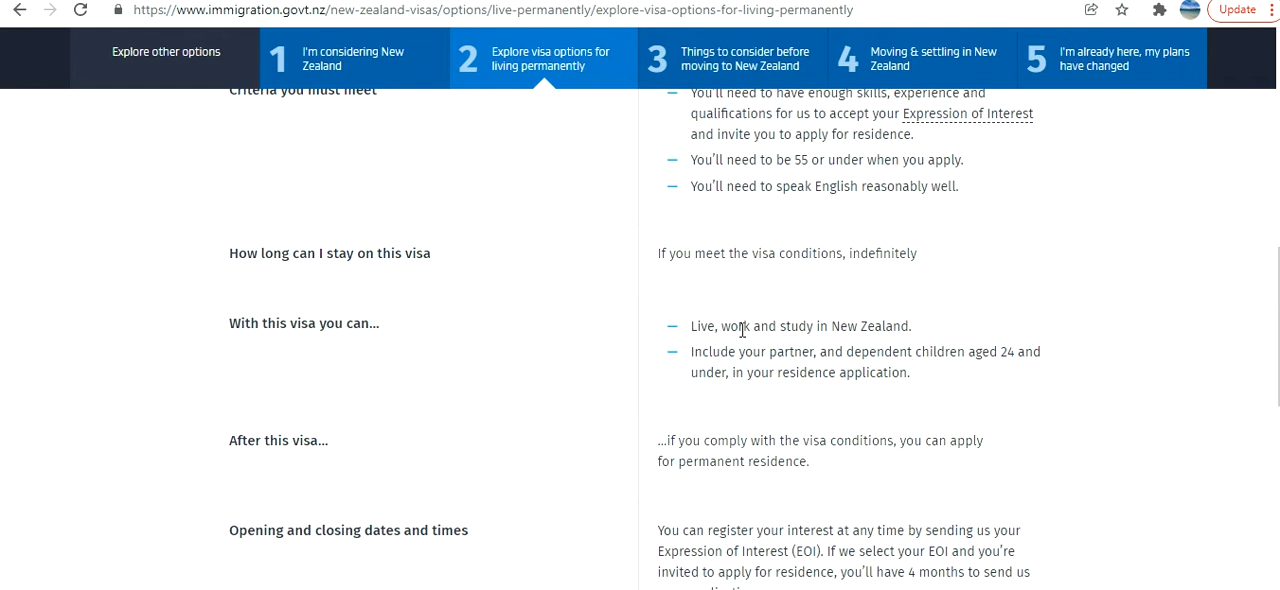 https://www.immigration.govt.nz/new-zealand-visas/options/live-permanently/explore-visa-options-for-living-permanently
Update
Explore other options
1 I'm considering New
Zealand
2 Explore visa options for
living permanently
3 Things to consider before
moving to New Zealand
4 Moving & settling in New
Zealand
5 I'm already here, my plans
have changed
Criteria you must meet
– You'll need to have enough skills, experience and
qualifications for us to accept your Expression of Interest
and invite you to apply for residence.
– You'll need to be 55 or under when you apply.
– You'll need to speak English reasonably well.
How long can I stay on this visa
If you meet the visa conditions, indefinitely
With this visa you can...
– Live, work and study in New Zealand.
– Include your partner, and dependent children aged 24 and
under, in your residence application.
After this visa...
...if you comply with the visa conditions, you can apply
for permanent residence.
Opening and closing dates and times
You can register your interest at any time by sending us your
Expression of Interest (EOI). If we select your EOI and you're
invited to apply for residence, you'll have 4 months to send us